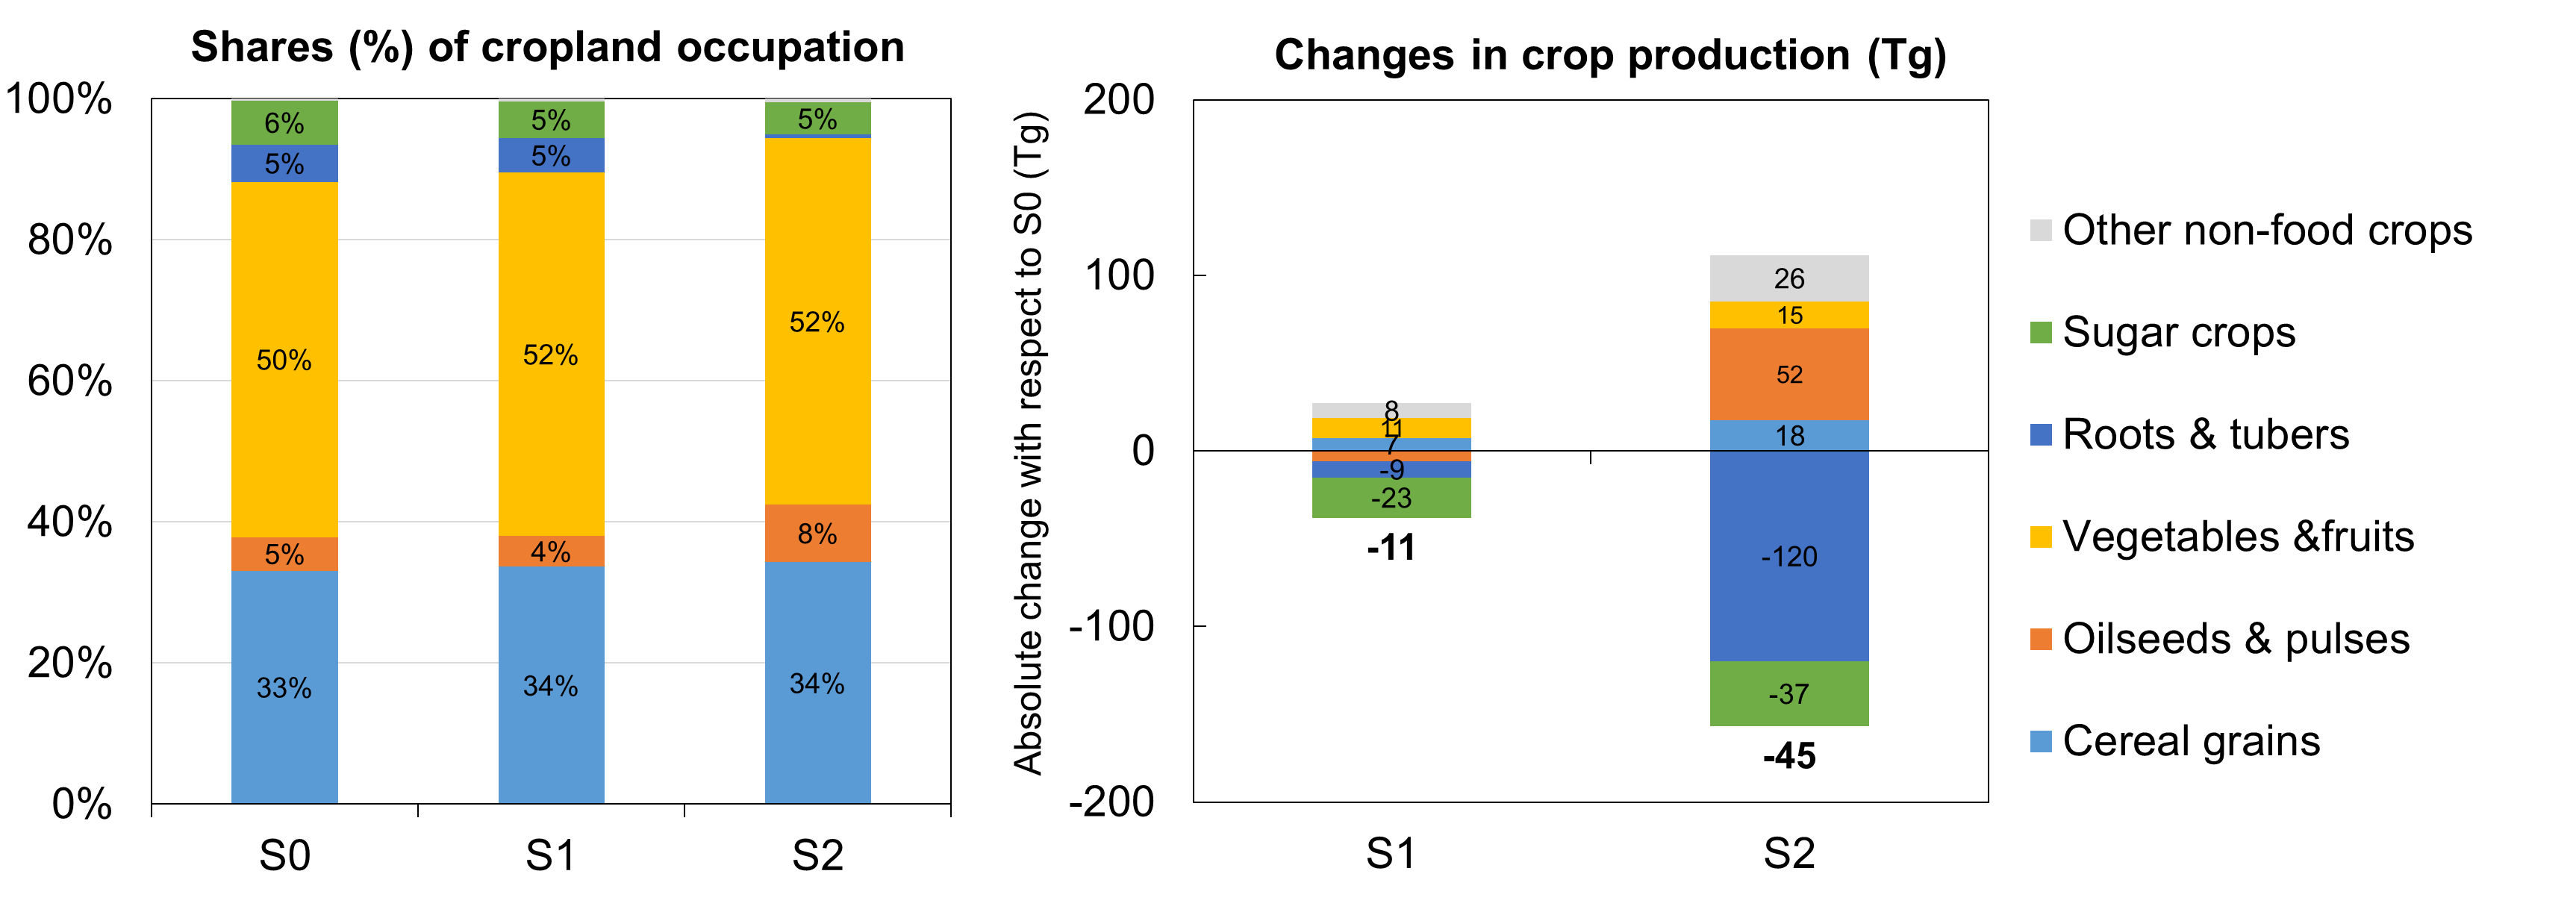 Shares (%) of cropland occupation
100%
80%
60%
40%
20%
0%
6%
5%
50%
5%
33%
5%
5%
52%
4%
34%
5%
52%
8%
34%
S0
S1
S2
Changes in crop production (Tg)
Absolute change with respect to S0 (Tg)
200
100
0
-100
-200
8
11
7
-9
-23
-11
26
15
52
18
-120
-37
-45
S1
S2
Other non-food crops
Sugar crops
Roots & tubers
Vegetables &fruits
Oilseeds & pulses
Cereal grains